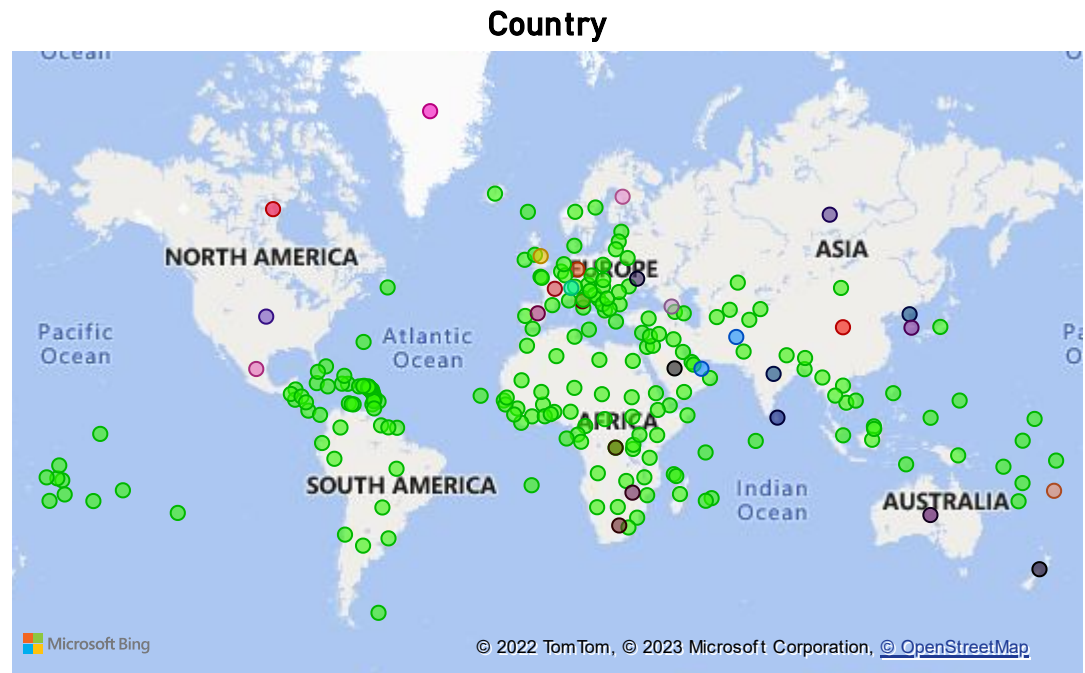 Country
Ocean
NORTH AMERICA
EUROPE
ASIA
Pacific
Ocean
Atlantic
Ocean
AFRICA
SOUTH AMERICA
Indian
Ocean
AUSTRALIA
Microsoft Bing
© 2022 TomTom, © 2023 Microsoft Corporation, © OpenStreetMap